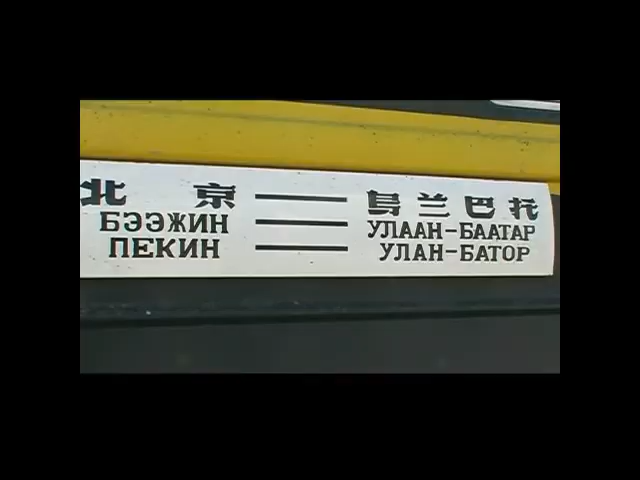 北京 — 乌兰巴托
БЭЭЖИН — УЛААН-БААТАР
ПЕКИН — УЛАН-БАТОР